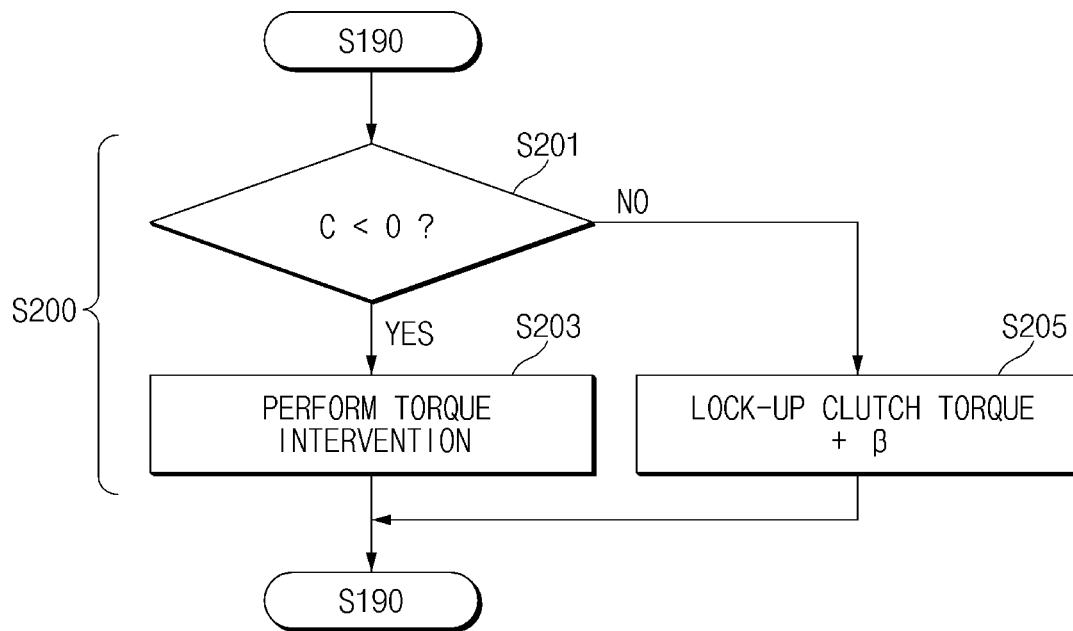 S190
S201
C < 0 ?
NO
S200
YES
S203
S205
PERFORM TORQUE
INTERVENTION
LOCK-UP CLUTCH TORQUE
+ β
S190